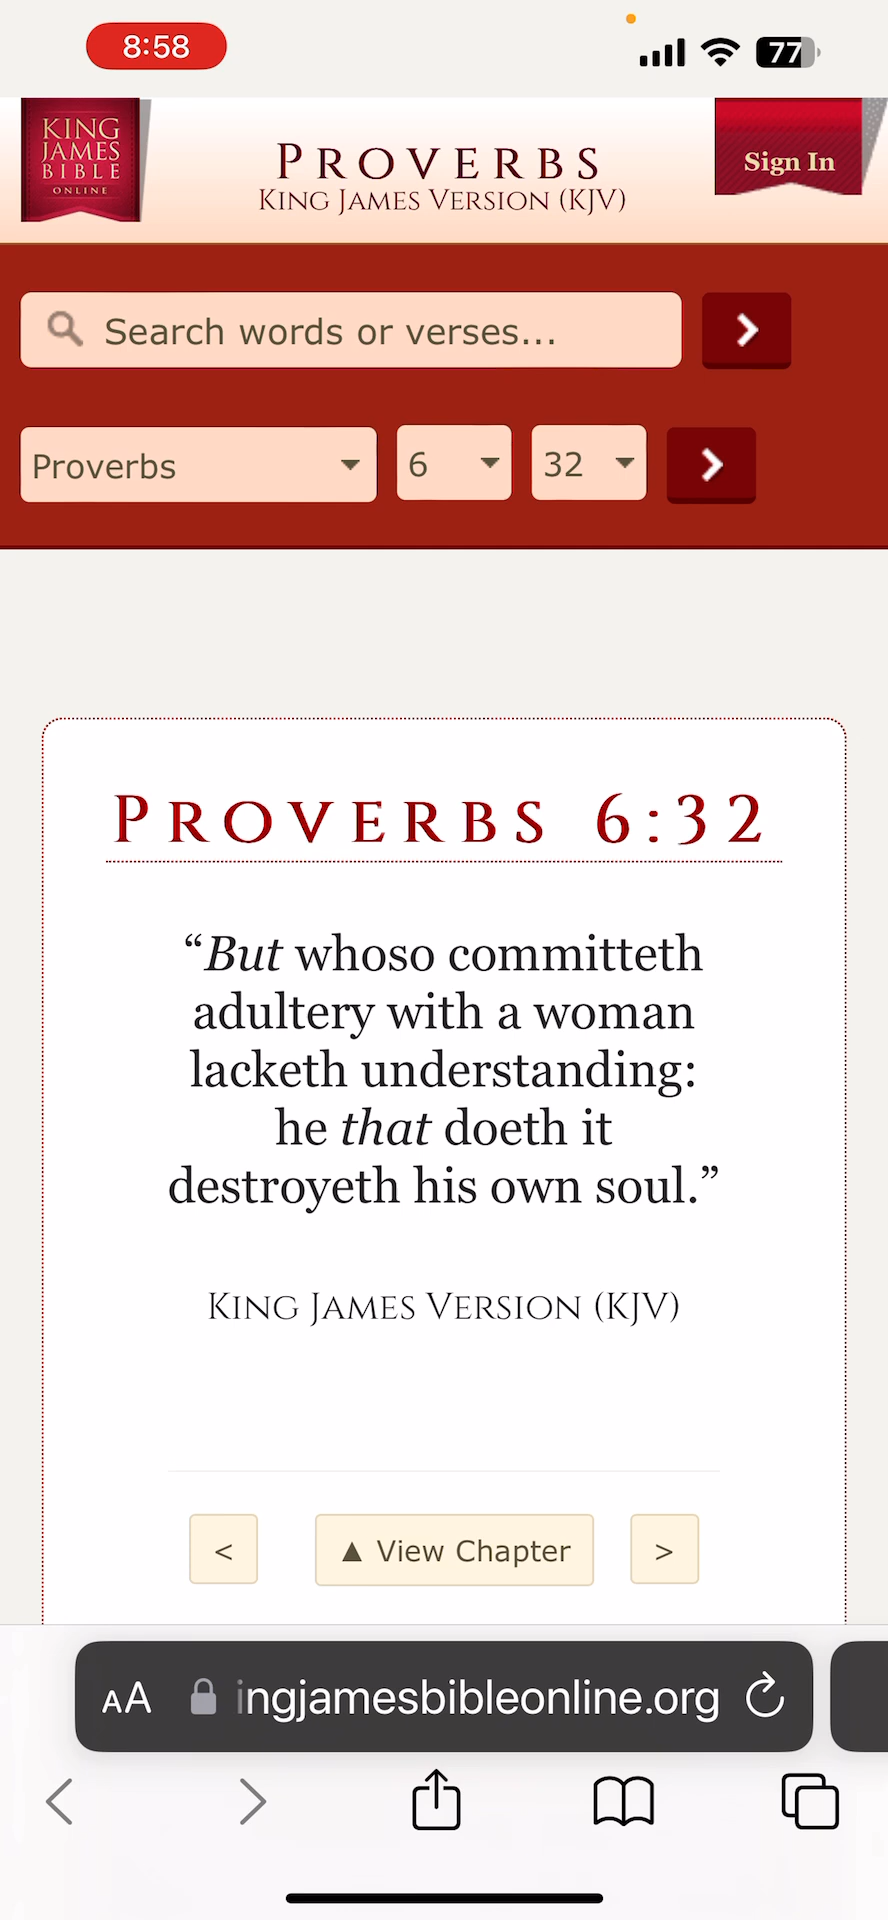 8:58
77
KING
JAMES
BIBLE
ONLINE
PROVERBS
KING JAMES VERSION (KJV)
Sign In
Search words or verses...
Proverbs
6
32
PROVERBS 6:32
“But whoso committeth
adultery with a woman
lacketh understanding:
he that doeth it
destroyeth his own soul.”
KING JAMES VERSION (KJV)
<
▲ View Chapter
>
AA
ingjamesbibleonline.org